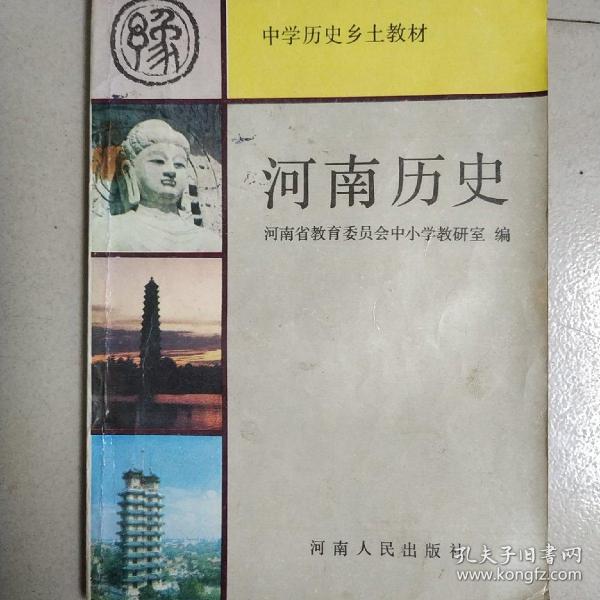 豫
中学历史乡土教材
河南历史
河南省教育委员会中小学教研室 编
河南人民出版社
孔夫子旧书网
www.kongfz.com